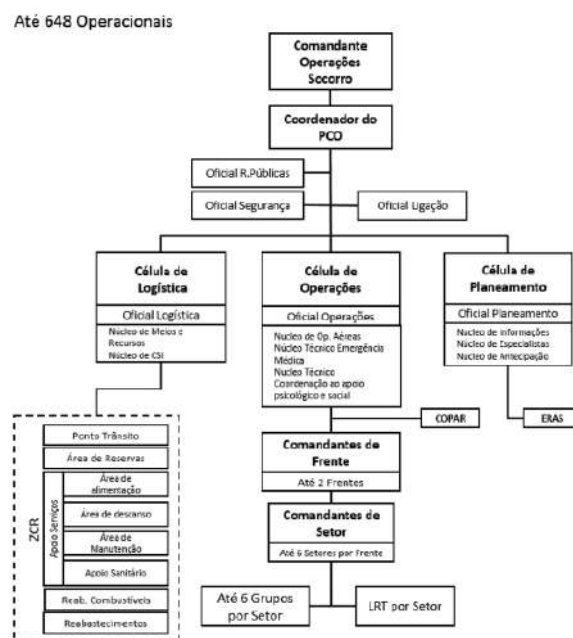 Até 648 Operacionais
Comandante
Operações
Socorro
Coordenador do
PCO
Oficial R.Públicas
Oficial Segurança
Oficial Ligação
Célula de
Logística
Oficial Logística
Núcleo de Meios e
Recursos
Núcleo de CSI
Célula de
Operações
Oficial Operações
Nucleo de Op. Aéreas
Núcleo Técnico Emergência
Médica
Nucleo Técnico
Coordenação ao apoio
psicológico e social
Célula de
Planeamento
Oficial Planeamento
Nucleo de Informações
Nucleo de Especialistas
Nucleo de Antecipação
COPAR
ERAS
Comandantes de
Frente
Até 2 Frentes
Comandantes de
Setor
Até 6 Setores por Frente
Até 6 Grupos
por Setor
LRT por Setor
ZCR
Ponto Trânsito
Área de Reservas
Apoio Serviços
Área de
alimentação
Área de descanso
Área de
Manutenção
Apoio Sanitário
Reab. Combustíveis
Reabastecimentos